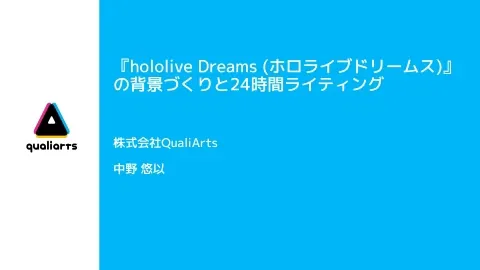 『hololive Dreams (ホロライブドリームス)』
の背景づくりと24時間ライティング
qualiarts
株式会社QualiArts
中野 悠以